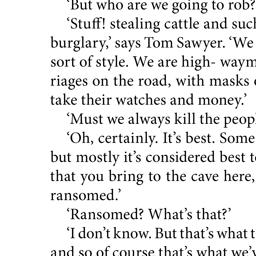 ‘But who are we going to rob?
‘Stuff! stealing cattle and such
burglary,’ says Tom Sawyer. ‘We
sort of style. We are high- waym
riages on the road, with masks
take their watches and money.’
‘Must we always kill the peop
‘Oh, certainly. It’s best. Some
but mostly it’s considered best t
that you bring to the cave here,
ransomed.’
‘Ransomed? What’s that?’
‘I don’t know. But that’s what t
and so of course that’s what we’v